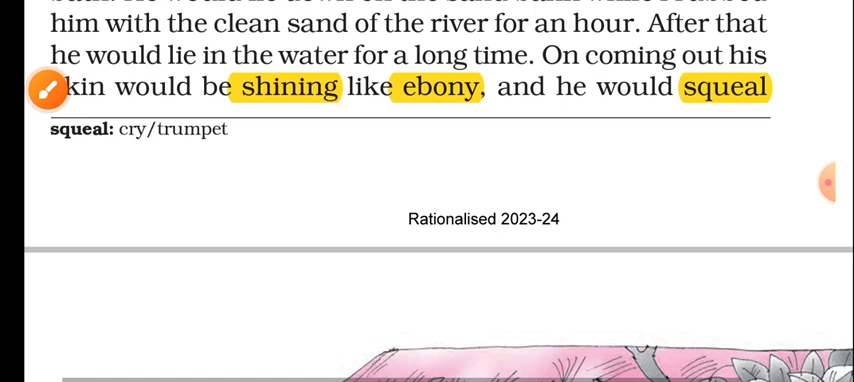 him with the clean sand of the river for an hour. After that
he would lie in the water for a long time. On coming out his
kin would be shining like ebony, and he would squeal
squeal: cry/trumpet
Rationalised 2023-24